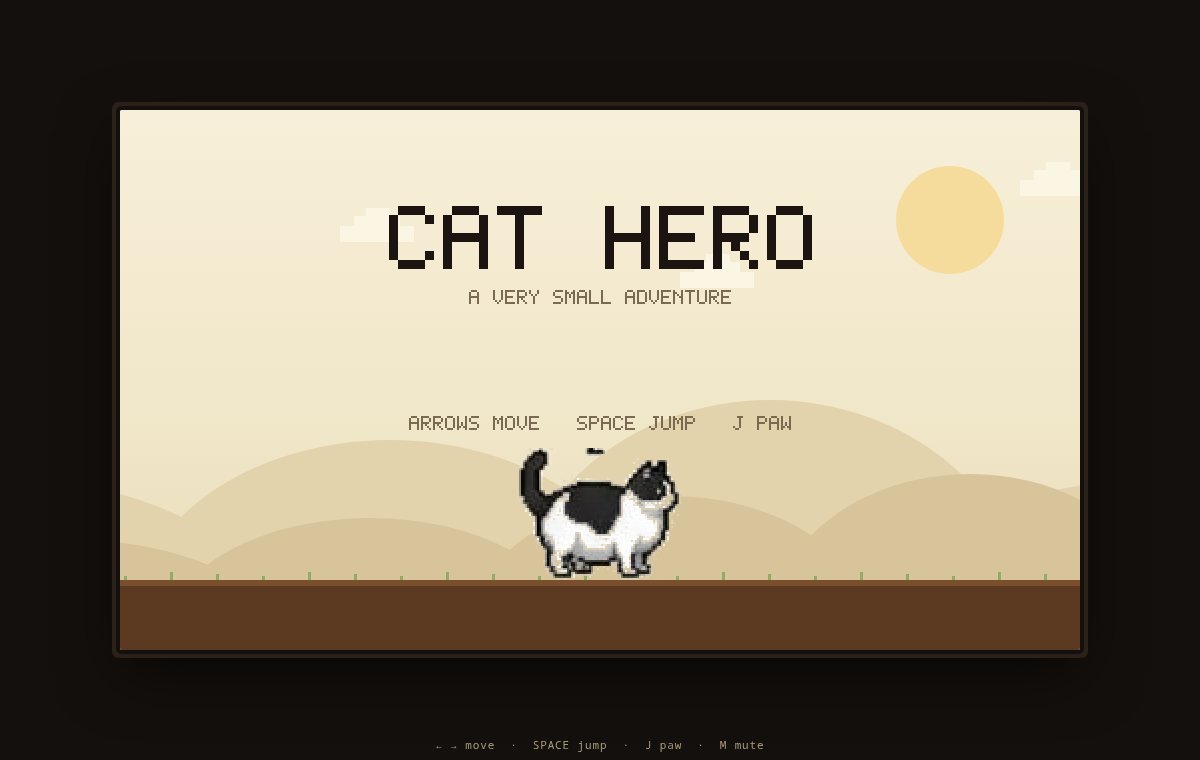 CAT HERO
A VERY SMALL ADVENTURE
ARROWS MOVE   SPACE JUMP   J PAW
← → move · SPACE jump · J paw · M mute